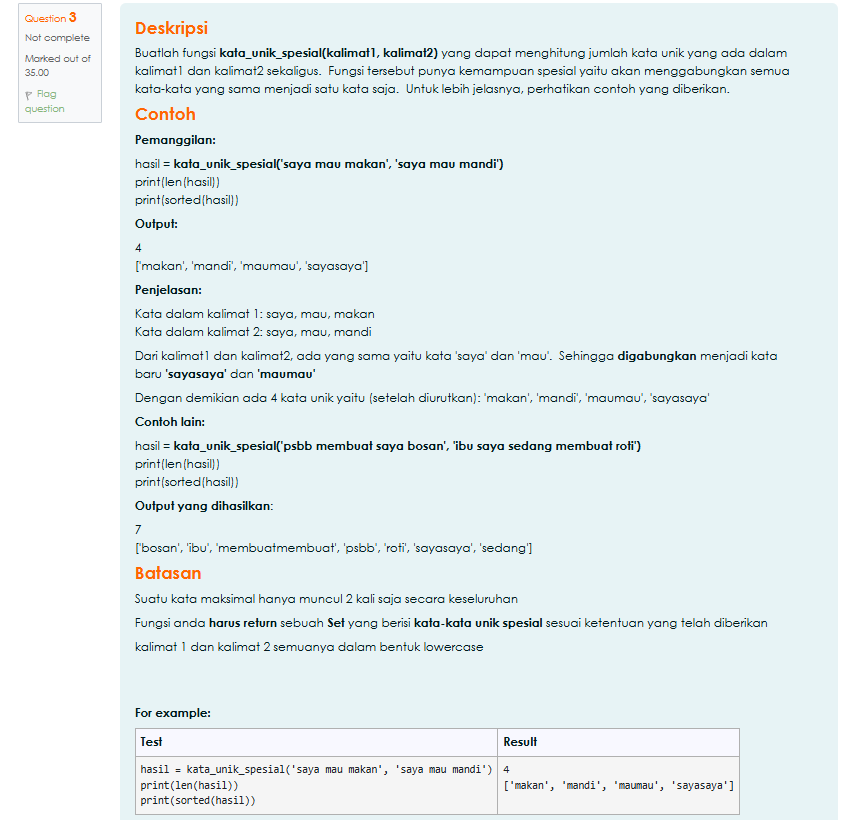 Question 3
Not complete
Marked out of
35.00
Flag
question
Deskripsi
Buatlah fungsi kata_unik_spesial(kalimat1, kalimat2) yang dapat menghitung jumlah kata unik yang ada dalam
kalimat1 dan kalimat2 sekaligus. Fungsi tersebut punya kemampuan spesial yaitu akan menggabungkan semua
kata-kata yang sama menjadi satu kata saja. Untuk lebih jelasnya, perhatikan contoh yang diberikan.
Contoh
Pemanggilan:
hasil = kata_unik_spesial('saya mau makan', 'saya mau mandi')
print(len(hasil))
print(sorted(hasil))
Output:
4
['makan', 'mandi', 'maumau', 'sayasaya']
Penjelasan:
Kata dalam kalimat 1: saya, mau, makan
Kata dalam kalimat 2: saya, mau, mandi
Dari kalimat1 dan kalimat2, ada yang sama yaitu kata 'saya' dan 'mau'. Sehingga digabungkan menjadi kata
baru 'sayasaya' dan 'maumau'
Dengan demikian ada 4 kata unik yaitu (setelah diurutkan): 'makan', 'mandi', 'maumau', 'sayasaya'
Contoh lain:
hasil = kata_unik_spesial('psbb membuat saya bosan', 'ibu saya sedang membuat roti')
print(len(hasil))
print(sorted(hasil))
Output yang dihasilkan:
7
['bosan', 'ibu', 'membuatmembuat', 'psbb', 'roti', 'sayasaya', 'sedang']
Batasan
Suatu kata maksimal hanya muncul 2 kali saja secara keseluruhan
Fungsi anda harus return sebuah Set yang berisi kata-kata unik spesial sesuai ketentuan yang telah diberikan
kalimat 1 dan kalimat 2 semuanya dalam bentuk lowercase
For example:
Test Result
hasil = kata_unik_spesial('saya mau makan', 'saya mau mandi') 4
print(len(hasil)) ['makan', 'mandi', 'maumau', 'sayasaya']
print(sorted(hasil))